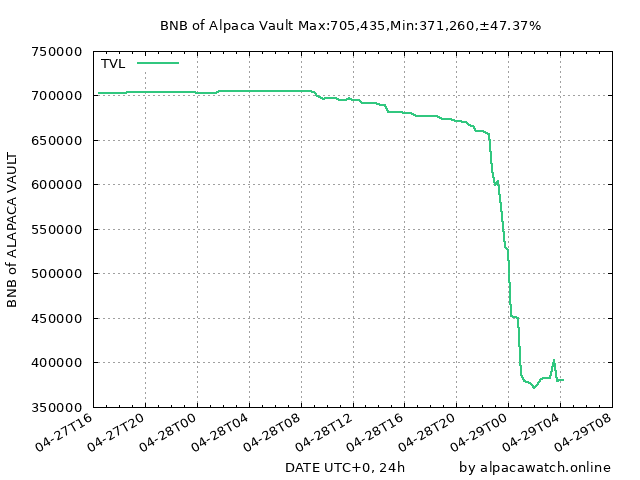 BNB of Alpaca Vault Max:705,435,Min:371,260,±47.37%
TVL
BNB of ALAPACA VAULT
750000
700000
650000
600000
550000
500000
450000
400000
350000
04-27T16
04-27T20
04-28T00
04-28T04
04-28T08
04-28T12
04-28T16
04-28T20
04-29T00
04-29T04
04-29T08
DATE UTC+0, 24h
by alpacawatch.online